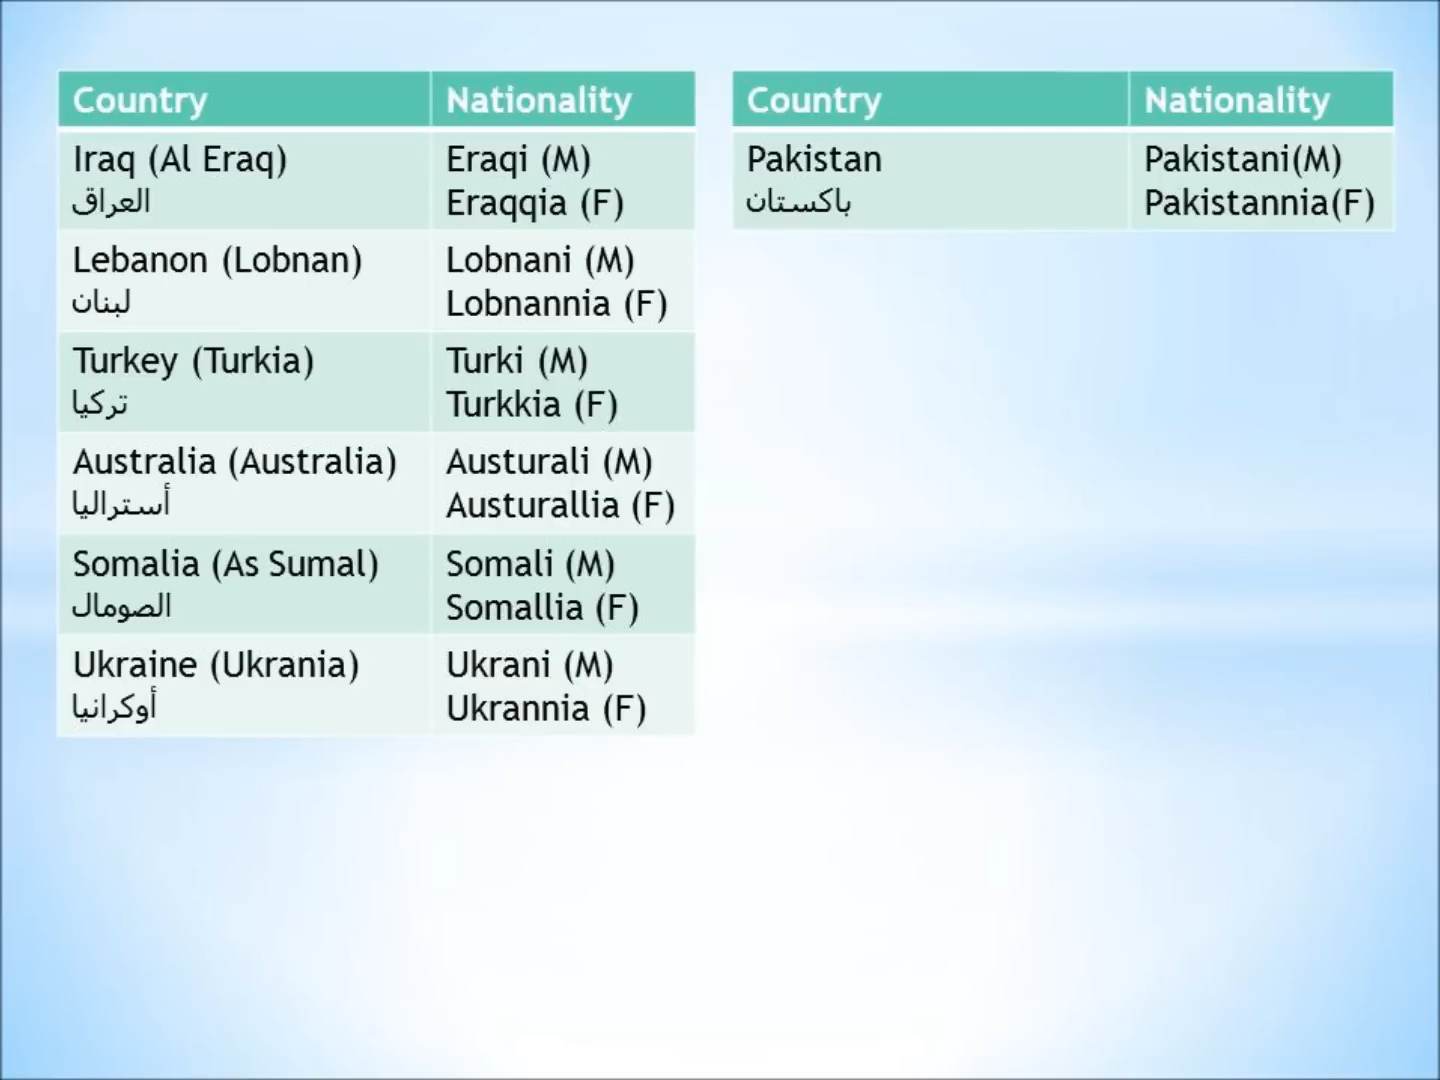 Country
Nationality
Iraq (Al Eraq)
العراق
Eraqi (M)
Eraqqia (F)
Lebanon (Lobnan)
لبنان
Lobnani (M)
Lobnannia (F)
Turkey (Turkia)
تركيا
Turki (M)
Turkkia (F)
Australia (Australia)
أستراليا
Austurali (M)
Austurallia (F)
Somalia (As Sumal)
الصومال
Somali (M)
Somallia (F)
Ukraine (Ukrania)
أوكرانيا
Ukrani (M)
Ukrannia (F)
Country
Nationality
Pakistan
باكستان
Pakistani(M)
Pakistannia(F)